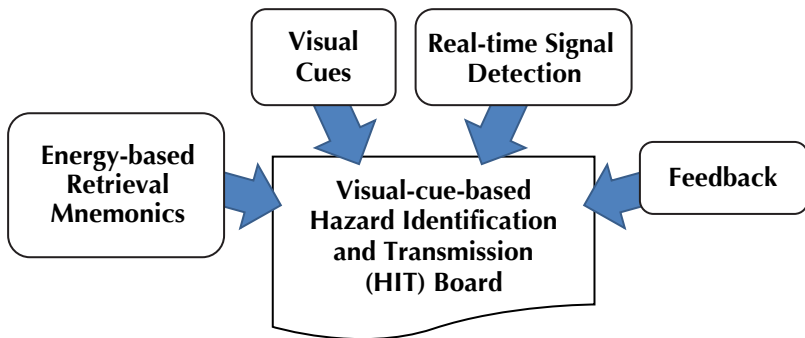 Visual
Cues
Real-time Signal
Detection
Energy-based
Retrieval
Mnemonics
Visual-cue-based
Hazard Identification
and Transmission
(HIT) Board
Feedback